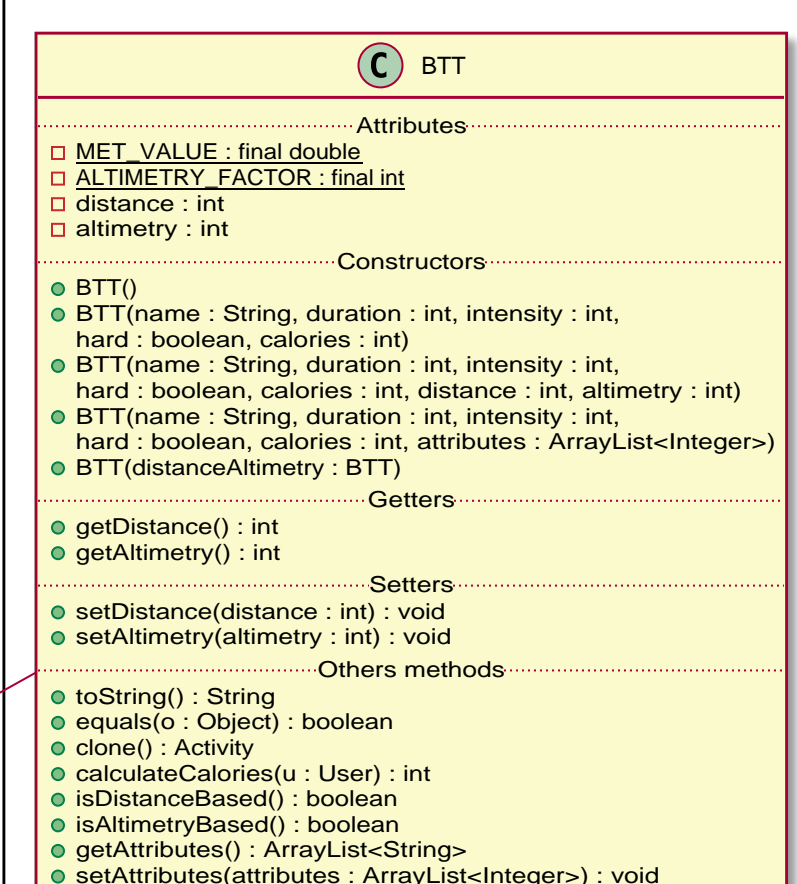 C BTT
Attributes
MET_VALUE : final double
ALTIMETRY_FACTOR : final int
distance : int
altimetry : int
Constructors
BTT()
BTT(name : String, duration : int, intensity : int,
hard : boolean, calories : int)
BTT(name : String, duration : int, intensity : int,
hard : boolean, calories : int, distance : int, altimetry : int)
BTT(name : String, duration : int, intensity : int,
hard : boolean, calories : int, attributes : ArrayList<Integer>)
BTT(distanceAltimetry : BTT)
Getters
getDistance() : int
getAltimetry() : int
Setters
setDistance(distance : int) : void
setAltimetry(altimetry : int) : void
Others methods
toString() : String
equals(o : Object) : boolean
clone() : Activity
calculateCalories(u : User) : int
isDistanceBased() : boolean
isAltimetryBased() : boolean
getAttributes() : ArrayList<String>
setAttributes(attributes : ArrayList<Integer>) : void